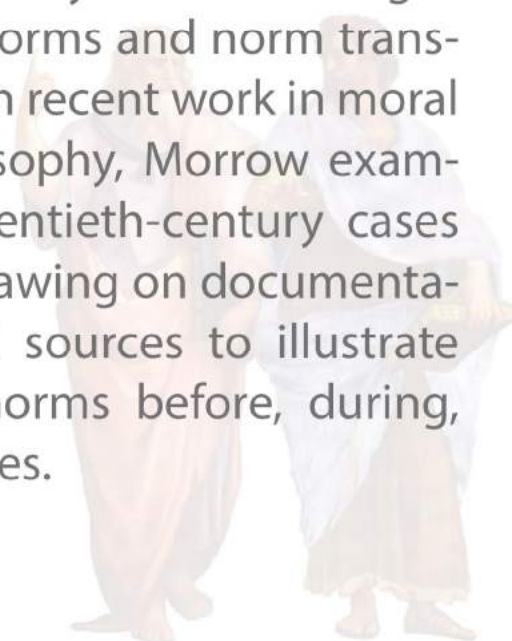 orms and norm trans-
n recent work in moral
sophy, Morrow exam-
entieth-century cases
awing on documenta-
sources to illustrate
norms before, during,
es.